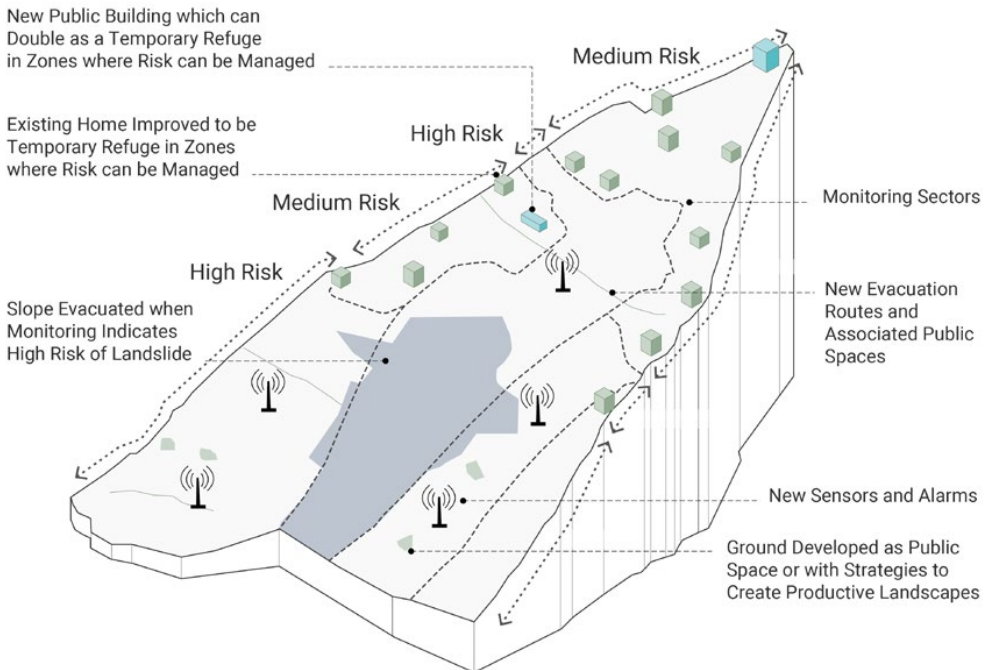 New Public Building which can
Double as a Temporary Refuge
in Zones where Risk can be Managed
Medium Risk
Existing Home Improved to be
Temporary Refuge in Zones
where Risk can be Managed
High Risk
Medium Risk
Monitoring Sectors
High Risk
Slope Evacuated when
Monitoring Indicates
High Risk of Landslide
New Evacuation
Routes and
Associated Public
Spaces
New Sensors and Alarms
Ground Developed as Public
Space or with Strategies to
Create Productive Landscapes